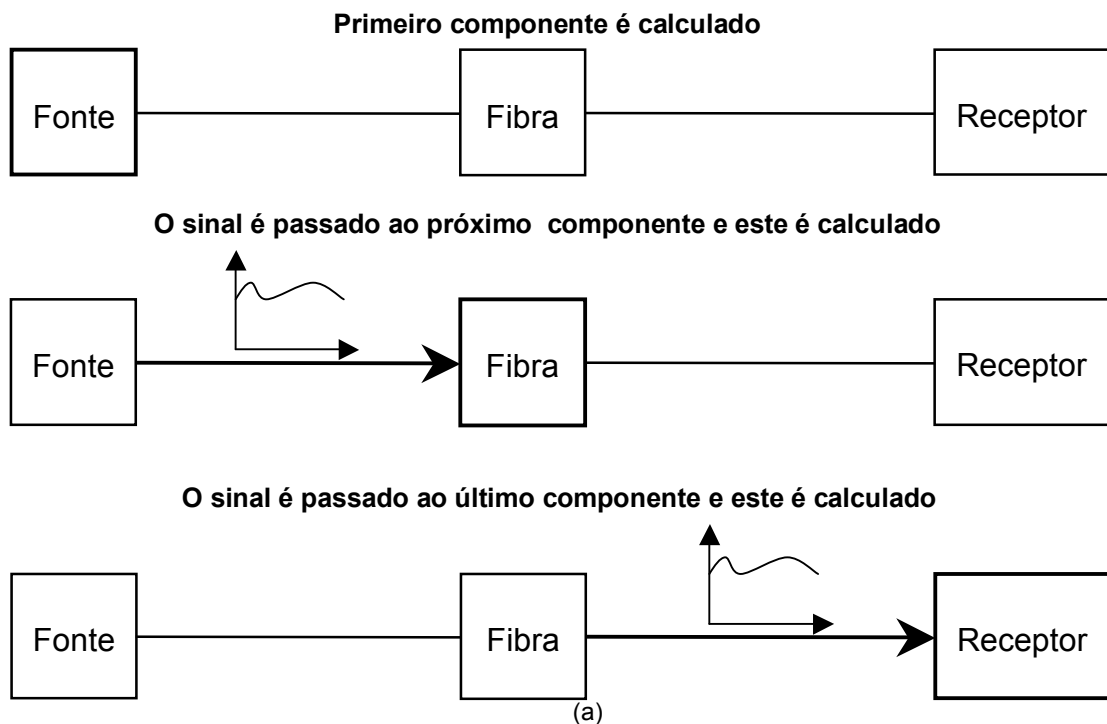 Primeiro componente é calculado
Fonte Fibra Receptor
O sinal é passado ao próximo componente e este é calculado
Fonte Fibra Receptor
O sinal é passado ao último componente e este é calculado
Fonte Fibra Receptor
(a)